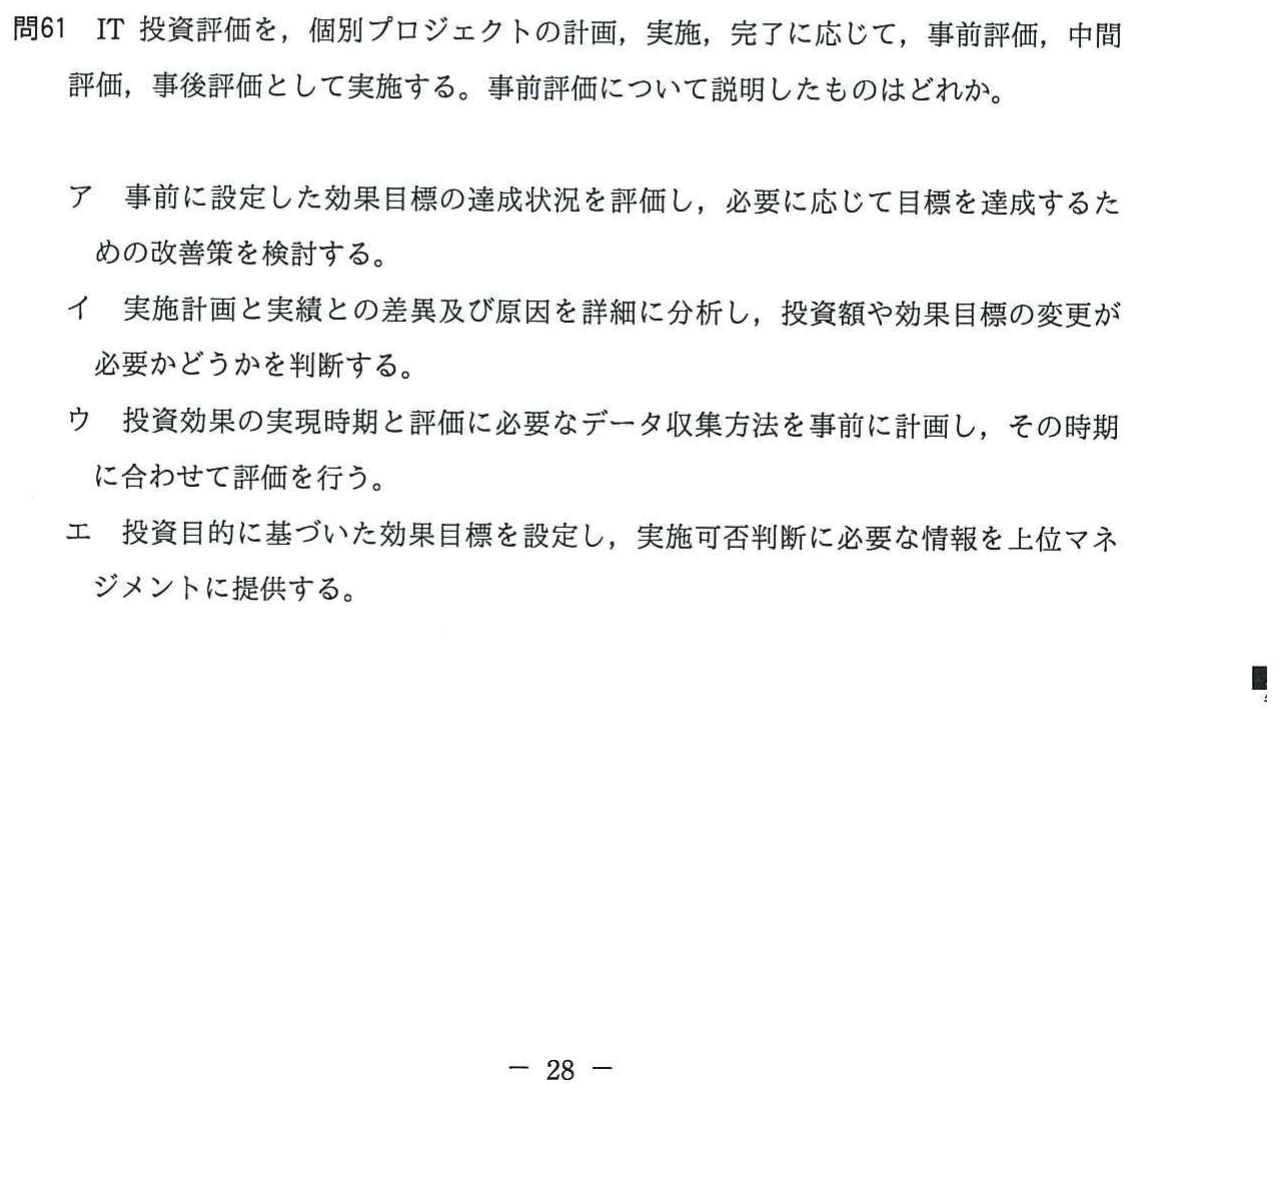 問61 IT 投資評価を，個別プロジェクトの計画，実施，完了に応じて，事前評価，中間
評価，事後評価として実施する。事前評価について説明したものはどれか。
ア 事前に設定した効果目標の達成状況を評価し，必要に応じて目標を達成するた
めの改善策を検討する。
イ 実施計画と実績との差異及び原因を詳細に分析し，投資額や効果目標の変更が
必要かどうかを判断する。
ウ 投資効果の実現時期と評価に必要なデータ収集方法を事前に計画し，その時期
に合わせて評価を行う。
エ 投資目的に基づいた効果目標を設定し，実施可否判断に必要な情報を上位マネ
ジメントに提供する。
－ 28 －